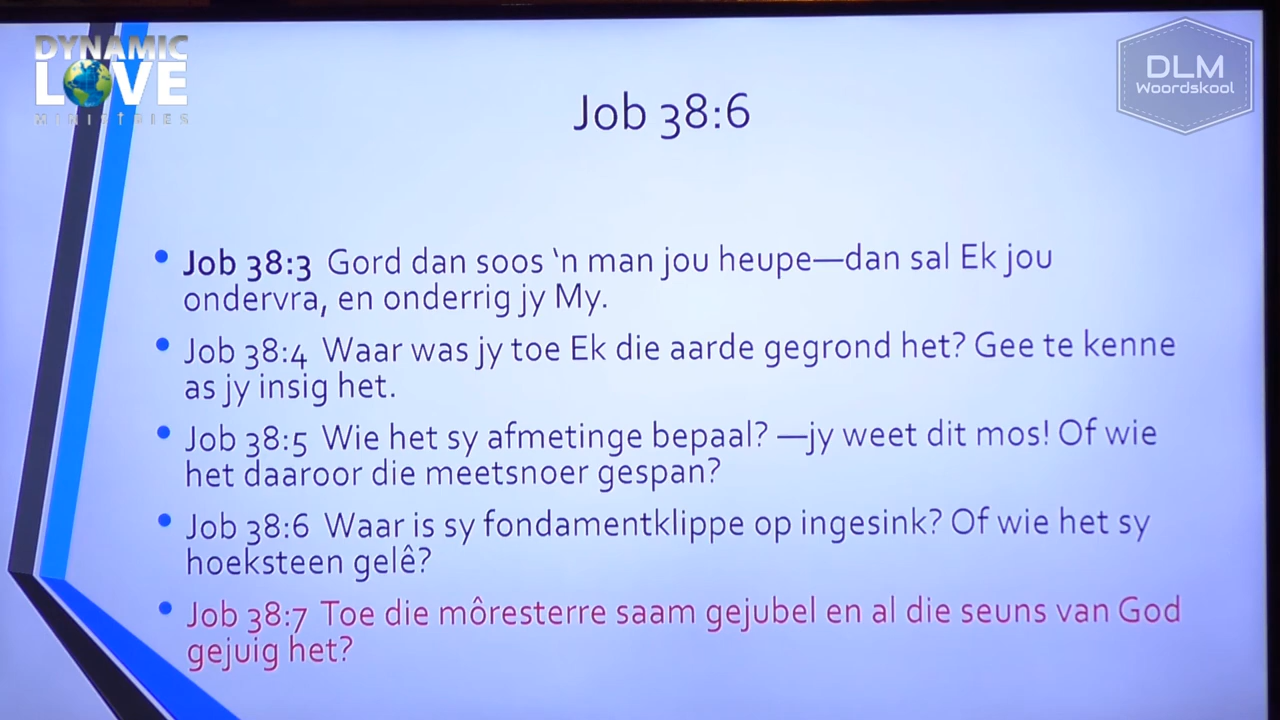 DYNAMIC
LOVE
MINISTRIES
DLM
Woordskool
Job 38:6
• Job 38:3 Gord dan soos ‘n man jou heupe—dan sal Ek jou
ondervra, en onderrig jy My.
• Job 38:4 Waar was jy toe Ek die aarde gegrond het? Gee te kenne
as jy insig het.
• Job 38:5 Wie het sy afmetinge bepaal? —jy weet dit mos! Of wie
het daaroor die meetsnoer gespan?
• Job 38:6 Waar is sy fondamentklippe op ingesink? Of wie het sy
hoeksteen gelê?
• Job 38:7 Toe die môresterre saam gejubel en al die seuns van God
gejuig het?